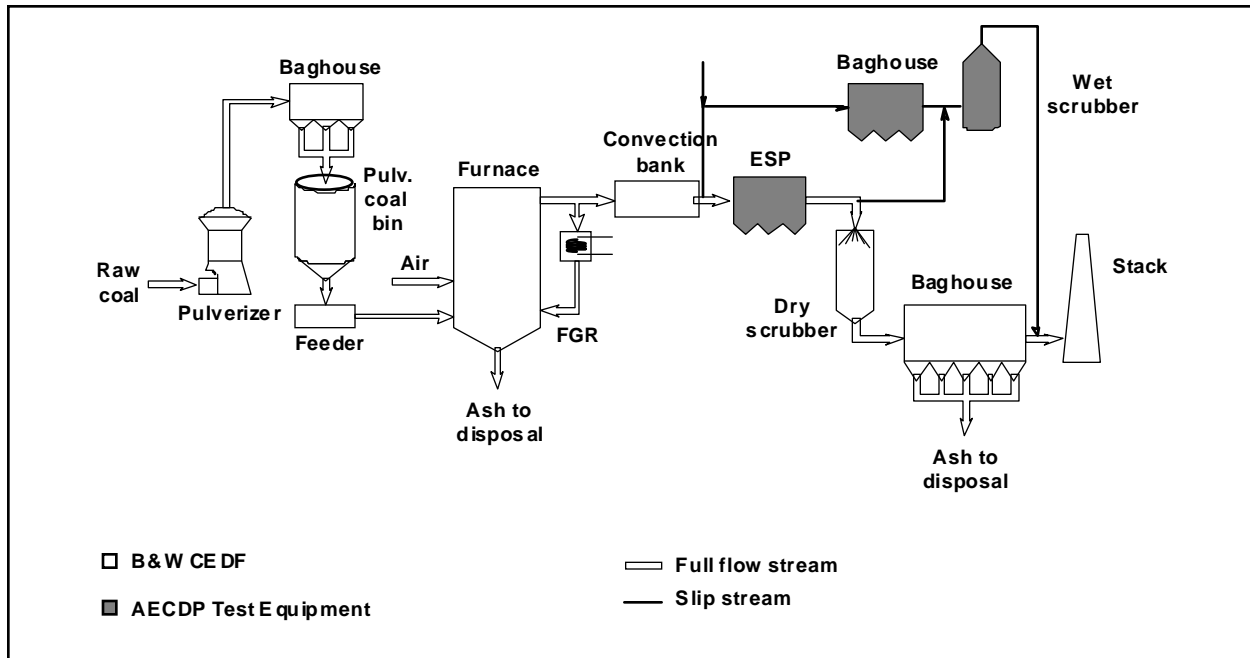 Baghouse
Pulv.
coal
bin
Raw
coal
Pulverizer
Feeder
Furnace
Air
FGR
Ash to
disposal
Convection
bank
ESP
Baghouse
Wet
scrubber
Dry
scrubber
Baghouse
Stack
Ash to
disposal
B&W CEDF
AECDP Test Equipment
Full flow stream
Slip stream